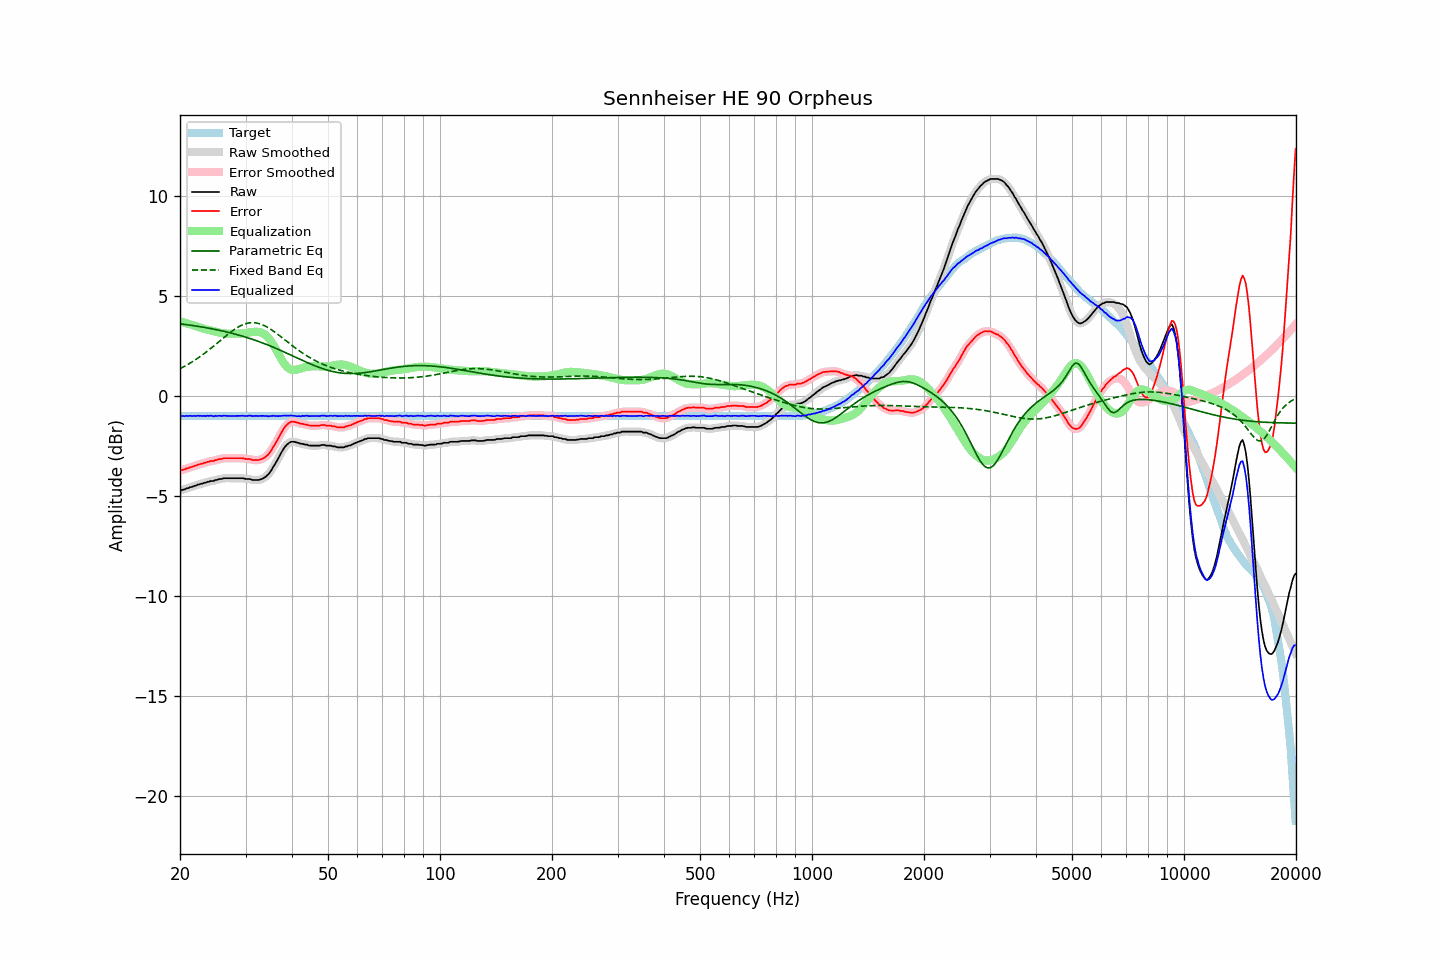 Sennheiser HE 90 Orpheus
Target
Raw Smoothed
Error Smoothed
Raw
Error
Equalization
Parametric Eq
Fixed Band Eq
Equalized
10
5
0
−5
−10
−15
−20
Amplitude (dBr)
20 50 100 200 500 1000 2000 5000 10000 20000
Frequency (Hz)